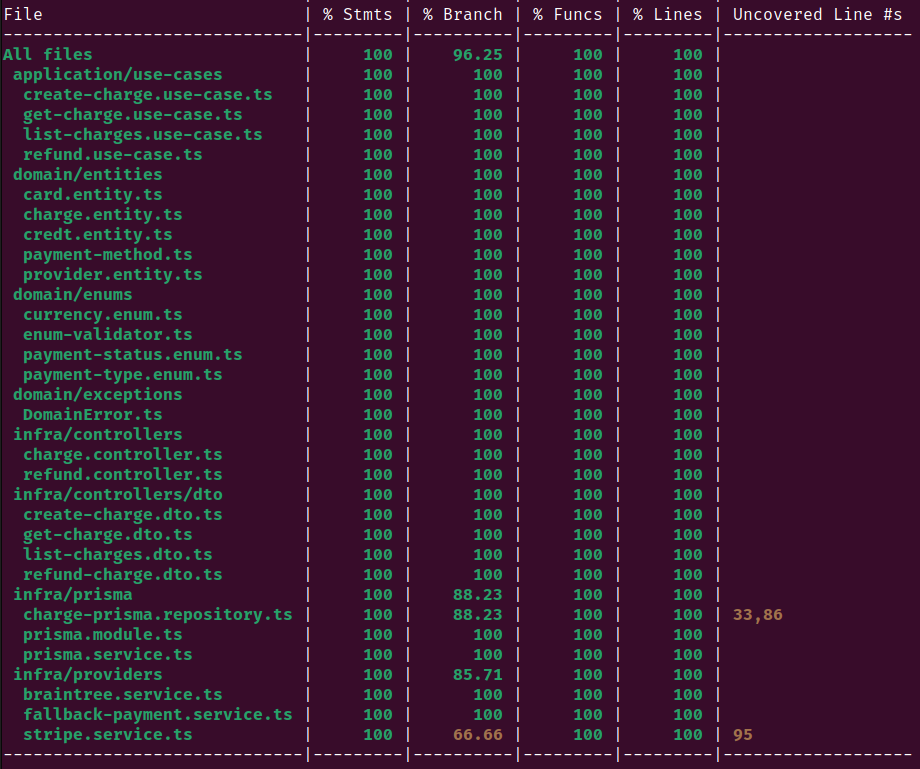 File | % Stmts | % Branch | % Funcs | % Lines | Uncovered Line #s
------------------------------|---------|----------|---------|---------|-------------------
All files | 100 | 96.25 | 100 | 100 |
application/use-cases | 100 | 100 | 100 | 100 |
create-charge.use-case.ts | 100 | 100 | 100 | 100 |
get-charge.use-case.ts | 100 | 100 | 100 | 100 |
list-charges.use-case.ts | 100 | 100 | 100 | 100 |
refund.use-case.ts | 100 | 100 | 100 | 100 |
domain/entities | 100 | 100 | 100 | 100 |
card.entity.ts | 100 | 100 | 100 | 100 |
charge.entity.ts | 100 | 100 | 100 | 100 |
credt.entity.ts | 100 | 100 | 100 | 100 |
payment-method.ts | 100 | 100 | 100 | 100 |
provider.entity.ts | 100 | 100 | 100 | 100 |
domain/enums | 100 | 100 | 100 | 100 |
currency.enum.ts | 100 | 100 | 100 | 100 |
enum-validator.ts | 100 | 100 | 100 | 100 |
payment-status.enum.ts | 100 | 100 | 100 | 100 |
payment-type.enum.ts | 100 | 100 | 100 | 100 |
domain/exceptions | 100 | 100 | 100 | 100 |
DomainError.ts | 100 | 100 | 100 | 100 |
infra/controllers | 100 | 100 | 100 | 100 |
charge.controller.ts | 100 | 100 | 100 | 100 |
refund.controller.ts | 100 | 100 | 100 | 100 |
infra/controllers/dto | 100 | 100 | 100 | 100 |
create-charge.dto.ts | 100 | 100 | 100 | 100 |
get-charge.dto.ts | 100 | 100 | 100 | 100 |
list-charges.dto.ts | 100 | 100 | 100 | 100 |
refund-charge.dto.ts | 100 | 100 | 100 | 100 |
infra/prisma | 100 | 88.23 | 100 | 100 |
charge-prisma.repository.ts | 100 | 88.23 | 100 | 100 | 33,86
prisma.module.ts | 100 | 100 | 100 | 100 |
prisma.service.ts | 100 | 100 | 100 | 100 |
infra/providers | 100 | 85.71 | 100 | 100 |
braintree.service.ts | 100 | 100 | 100 | 100 |
fallback-payment.service.ts | 100 | 100 | 100 | 100 |
stripe.service.ts | 100 | 66.66 | 100 | 100 | 95
------------------------------|---------|----------|---------|---------|-------------------